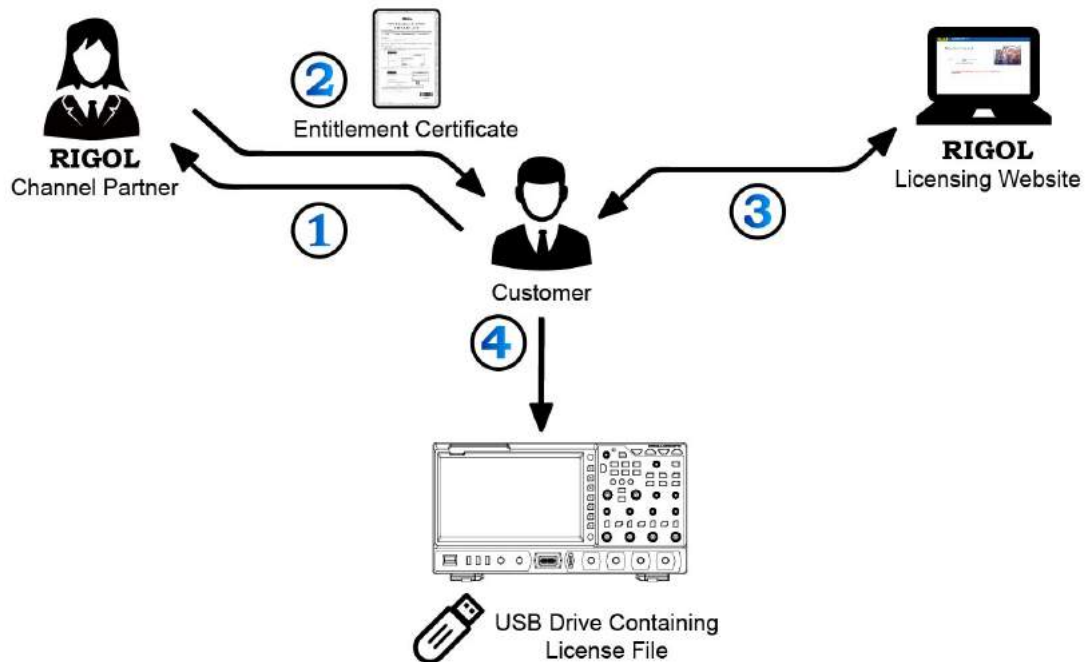 2
Entitlement Certificate
RIGOL
Channel Partner
1
RIGOL
Licensing Website
3
Customer
4
USB Drive Containing
License File